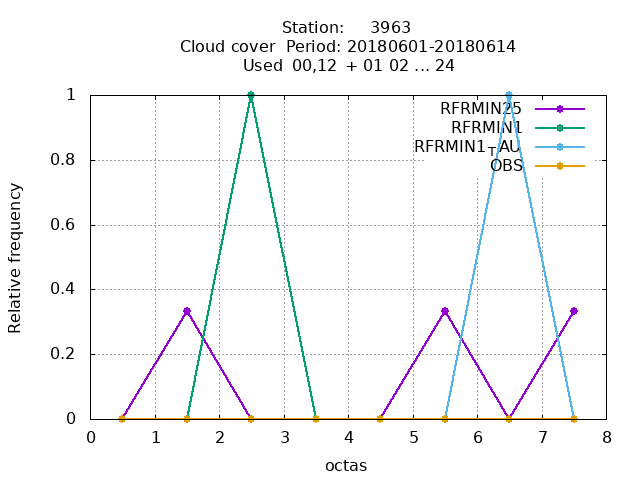 Station: 3963
Cloud cover Period: 20180601-20180614
Used 00,12 + 01 02 ... 24
1
0.8
0.6
0.4
0.2
0
Relative frequency
RFRMIN25
RFRMIN1
RFRMIN1TAU
OBS
0 1 2 3 4 5 6 7 8
octas